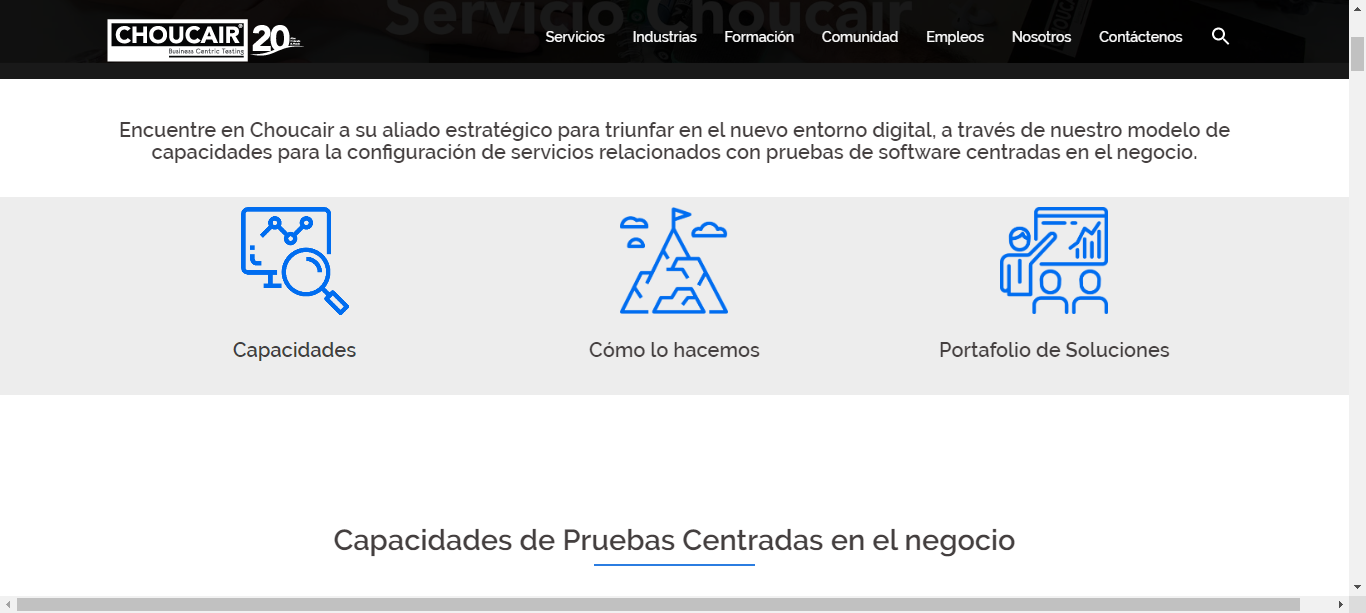 Servicio Choucair
CHOUCAIR
Business Centric Testing
20
Servicios Industrias Formación Comunidad Empleos Nosotros Contáctenos
Encuentre en Choucair a su aliado estratégico para triunfar en el nuevo entorno digital, a través de nuestro modelo de
capacidades para la configuración de servicios relacionados con pruebas de software centradas en el negocio.
Capacidades Cómo lo hacemos Portafolio de Soluciones
Capacidades de Pruebas Centradas en el negocio